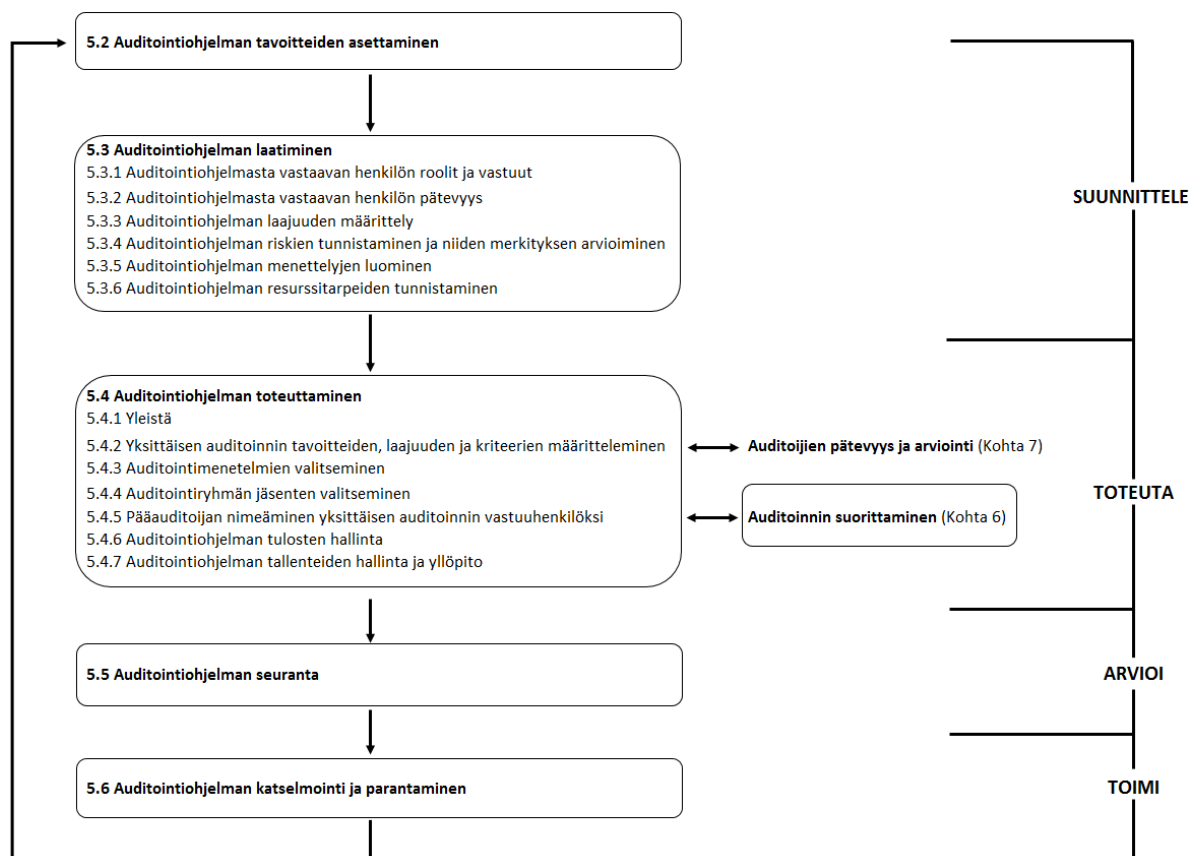 5.2 Auditointiohjelman tavoitteiden asettaminen
5.3 Auditointiohjelman laatiminen
5.3.1 Auditointiohjelmasta vastaavan henkilön roolit ja vastuut
5.3.2 Auditointiohjelmasta vastaavan henkilön pätevyys
5.3.3 Auditointiohjelman laajuuden määrittely
5.3.4 Auditointiohjelman riskien tunnistaminen ja niiden merkityksen arvioiminen
5.3.5 Auditointiohjelman menettelyjen luominen
5.3.6 Auditointiohjelman resurssitarpeiden tunnistaminen
SUUNNITTELE
5.4 Auditointiohjelman toteuttaminen
5.4.1 Yleistä
5.4.2 Yksittäisen auditoinnin tavoitteiden, laajuuden ja kriteerien määritteleminen
5.4.3 Auditointimenetelmien valitseminen
5.4.4 Auditointiryhmän jäsenten valitseminen
5.4.5 Pääauditoijan nimeäminen yksittäisen auditoinnin vastuuhenkilöksi
5.4.6 Auditointiohjelman tulosten hallinta
5.4.7 Auditointiohjelman tallenteiden hallinta ja yllöpito
Auditoijien pätevyys ja arviointi (Kohta 7)
Auditoinnin suorittaminen (Kohta 6)
TOTEUTA
5.5 Auditointiohjelman seuranta
ARVIOI
5.6 Auditointiohjelman katselmointi ja parantaminen
TOIMI